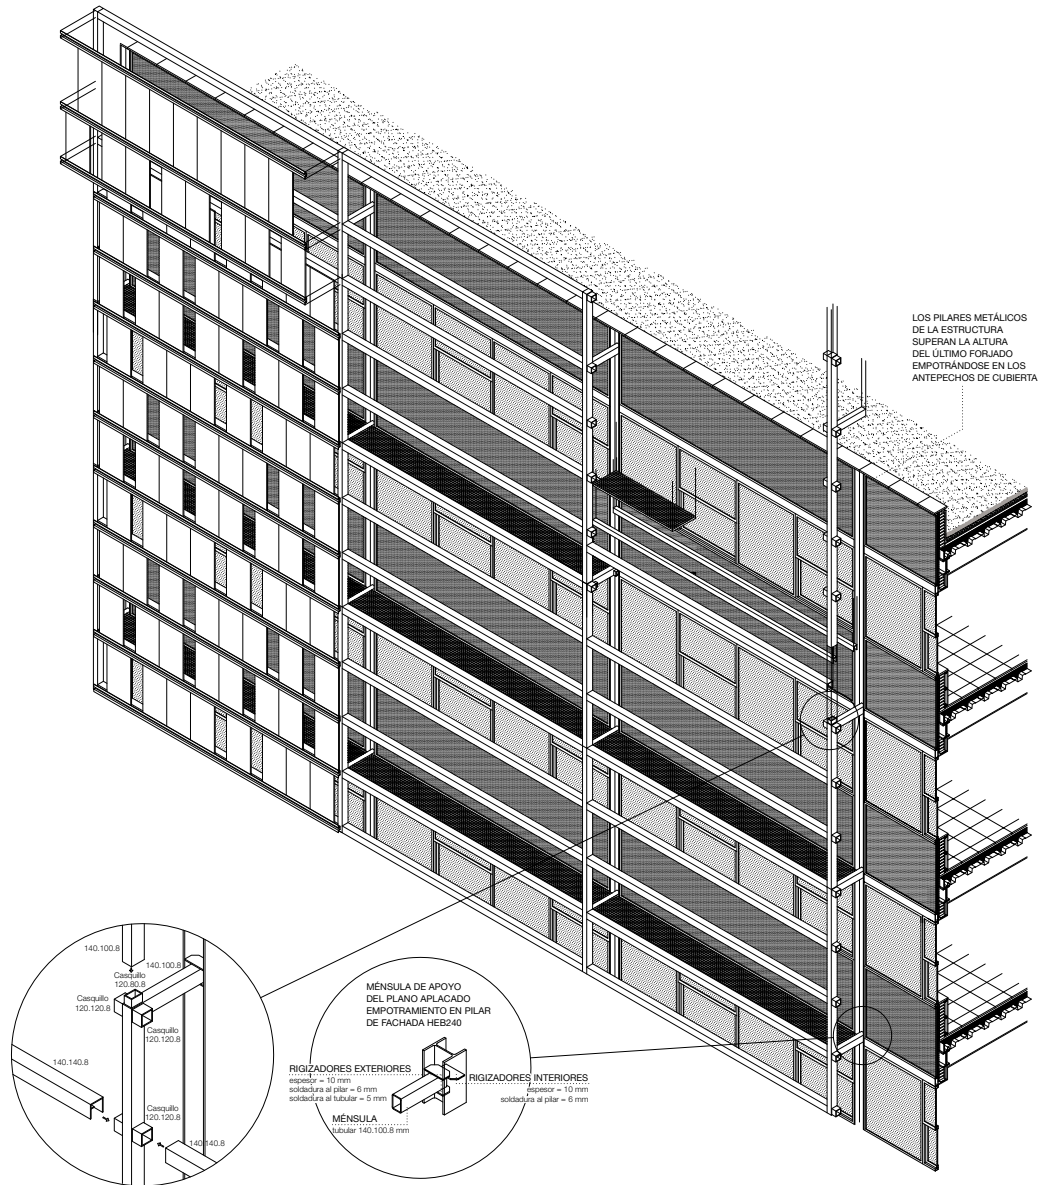 LOS PILARES METÁLICOS
DE LA ESTRUCTURA
SUPERAN LA ALTURA
DEL ÚLTIMO FORJADO
EMPOTRÁNDOSE EN LOS
ANTEPECHOS DE CUBIERTA
140.100.8
140.100.8
Casquillo
120.80.8
Casquillo
120.120.8
Casquillo
120.120.8
140.140.8
Casquillo
120.120.8
140.140.8
MÉNSULA DE APOYO
DEL PLANO APLACADO
EMPOTRAMIENTO EN PILAR
DE FACHADA HEB240
RIGIZADORES EXTERIORES
espesor = 10 mm
soldadura al pilar = 6 mm
soldadura al tubular = 5 mm
RIGIZADORES INTERIORES
espesor = 10 mm
soldadura al pilar = 6 mm
MÉNSULA
tubular 140.100.8 mm